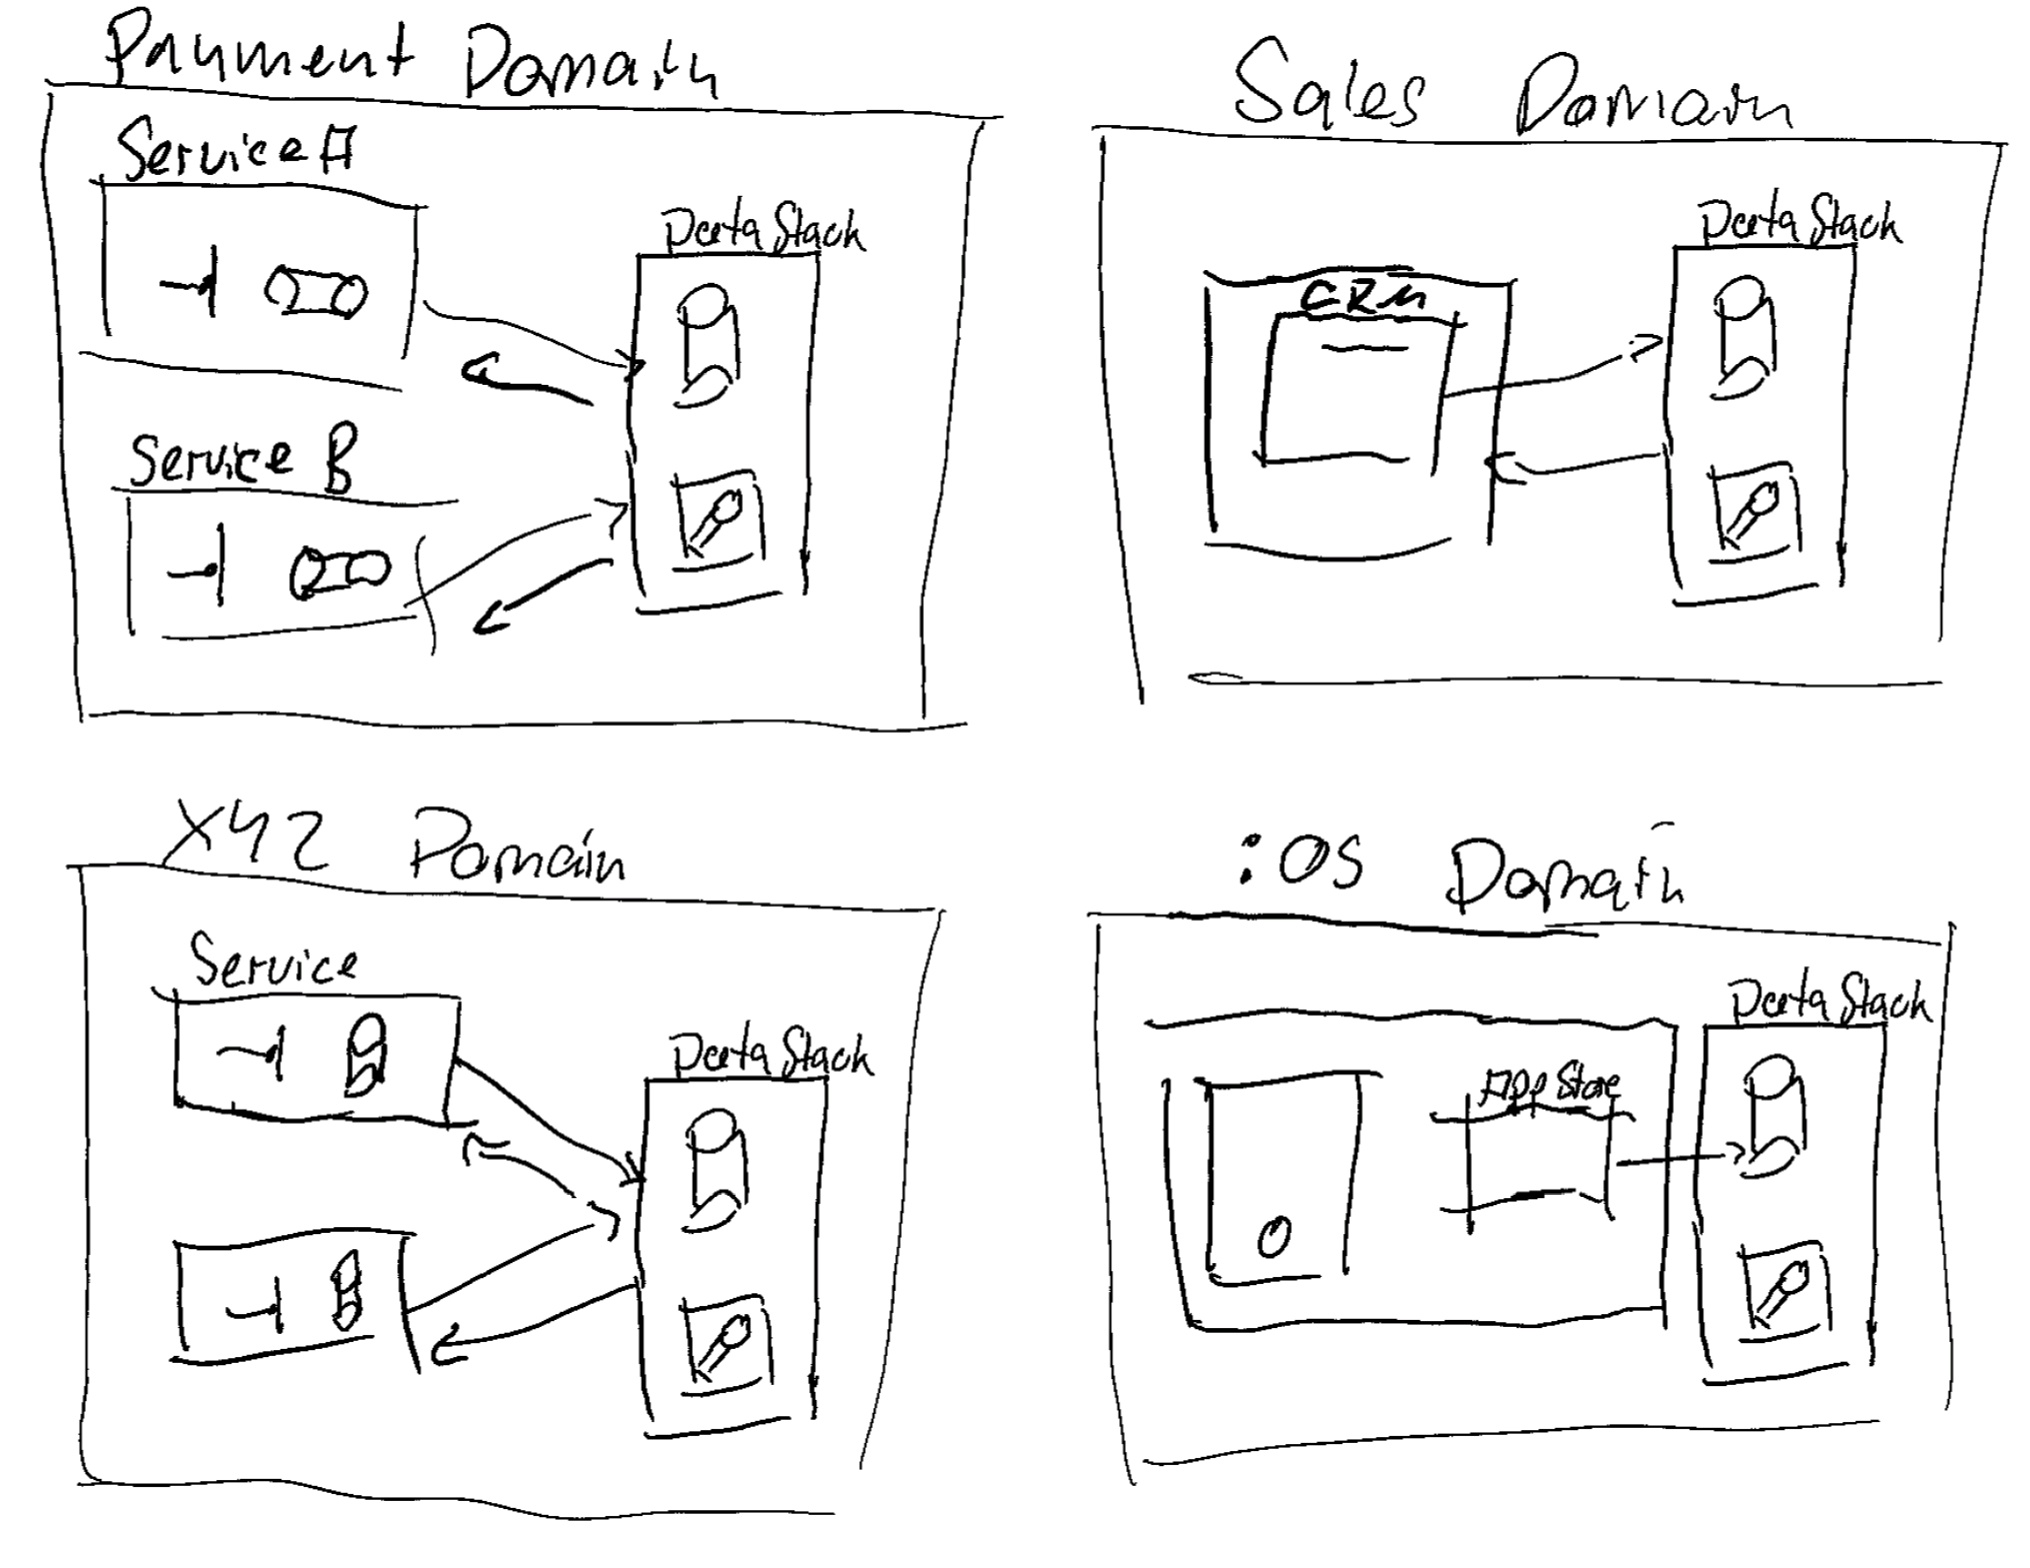 Payment Domain
Service A
Data Stack
Service B
Sales Domain
Data Stack
CRM
XYZ Domain
Service
Data Stack
iOS Domain
Data Stack
App Store